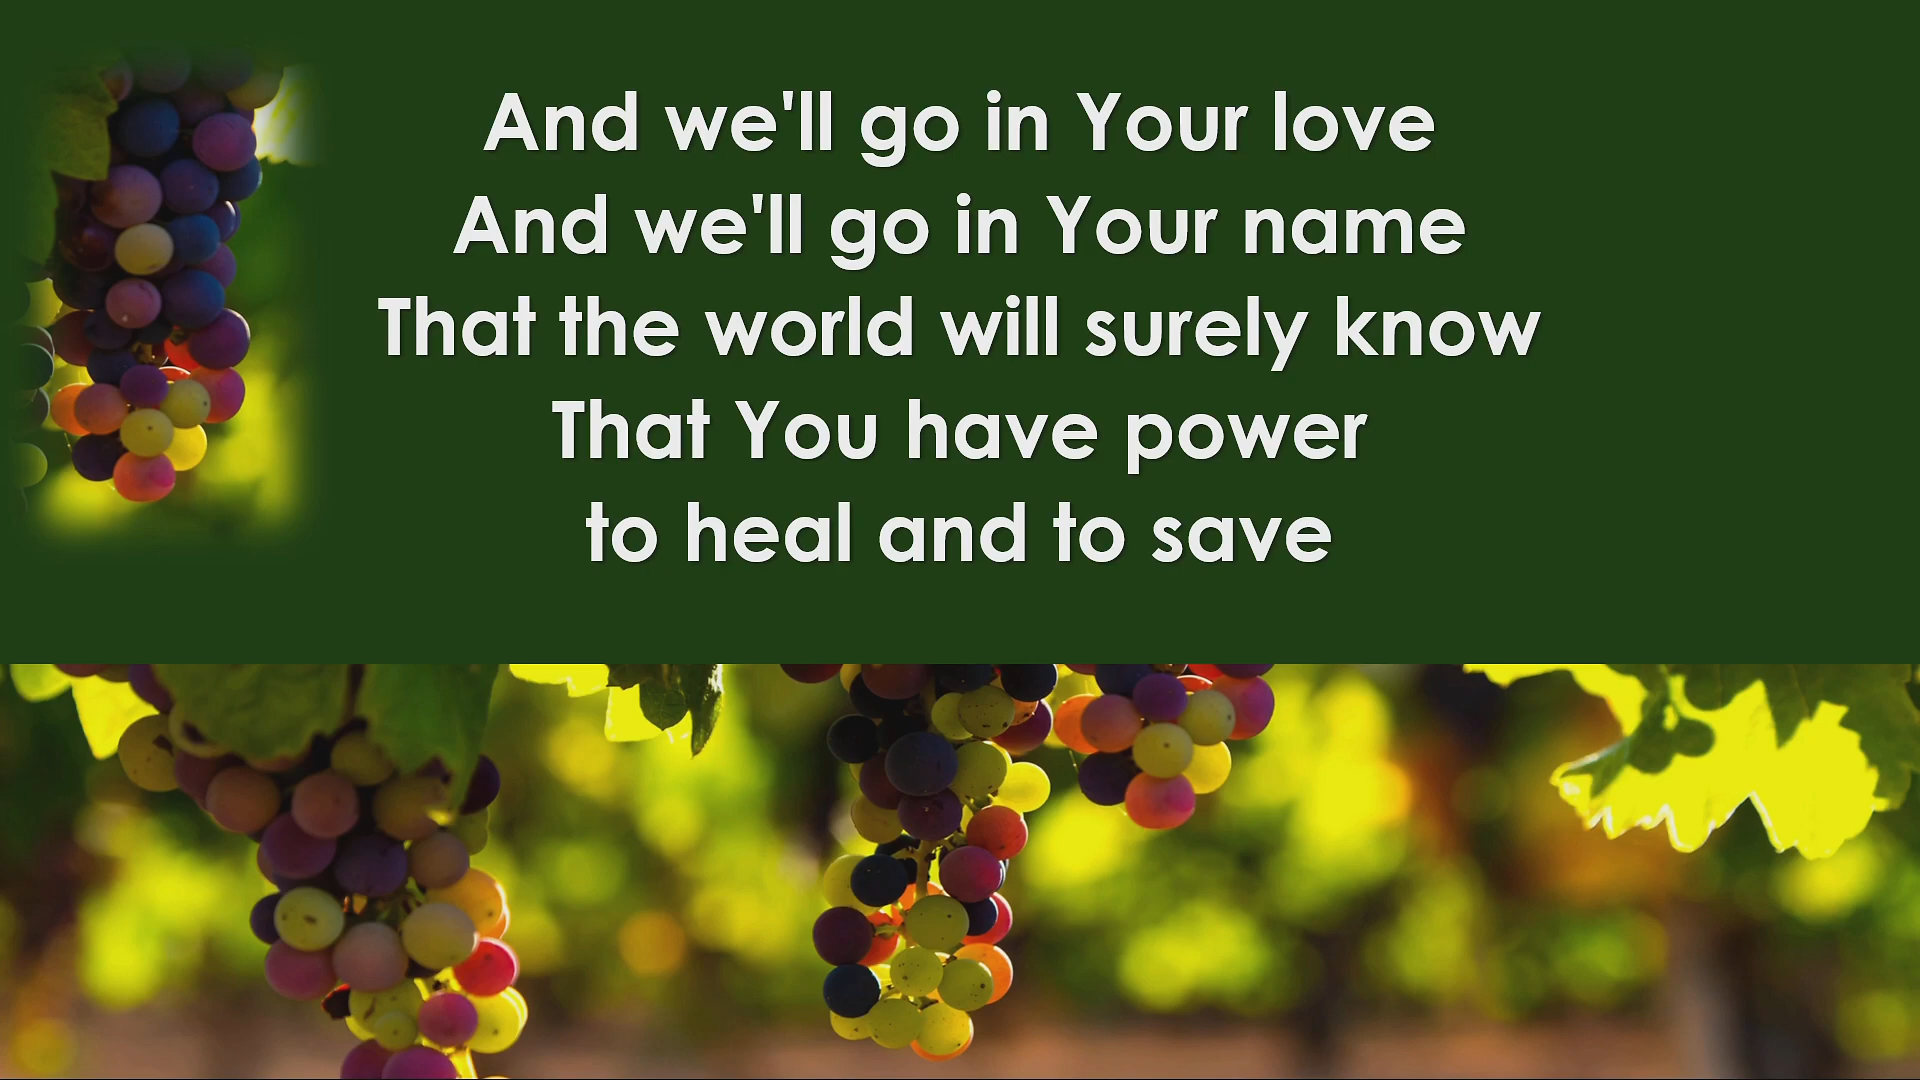 And we'll go in Your love
And we'll go in Your name
That the world will surely know
That You have power
to heal and to save